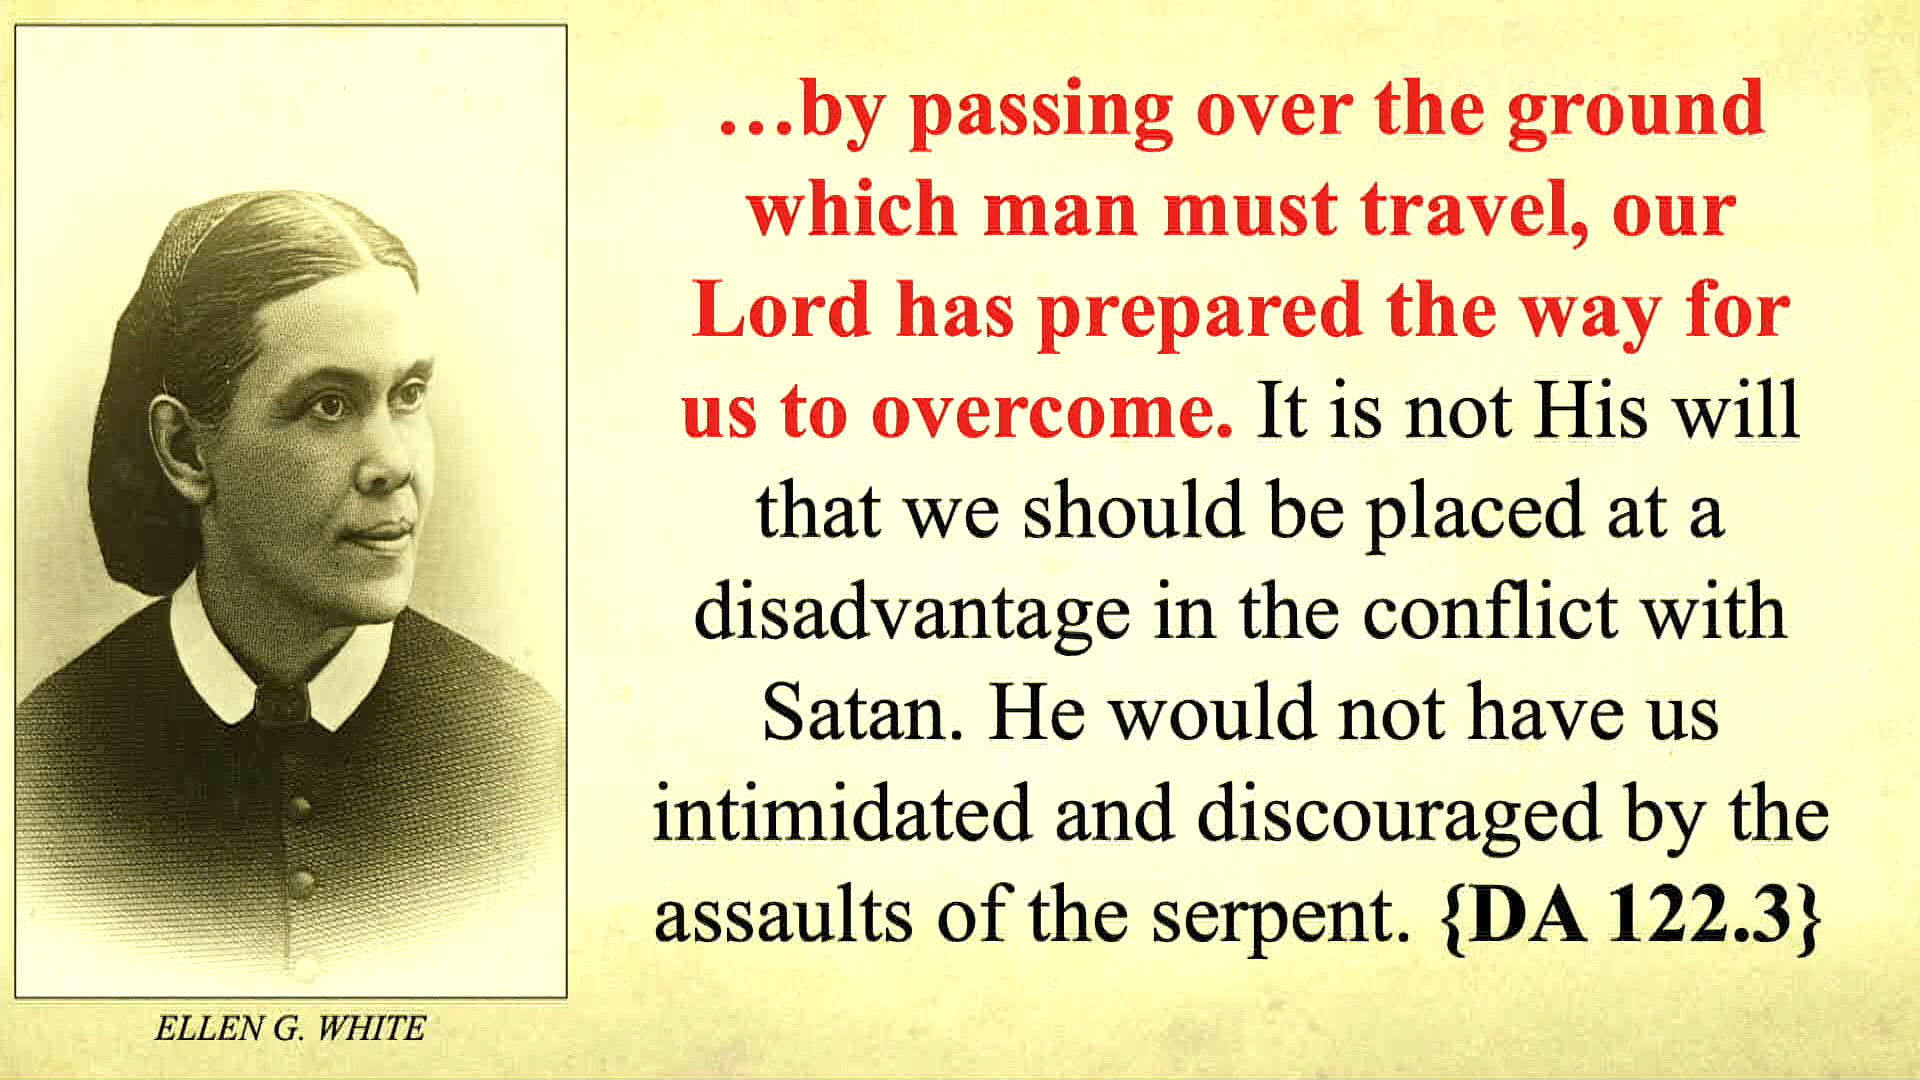 …by passing over the ground
which man must travel, our
Lord has prepared the way for
us to overcome. It is not His will
that we should be placed at a
disadvantage in the conflict with
Satan. He would not have us
intimidated and discouraged by the
assaults of the serpent. {DA 122.3}
ELLEN G. WHITE